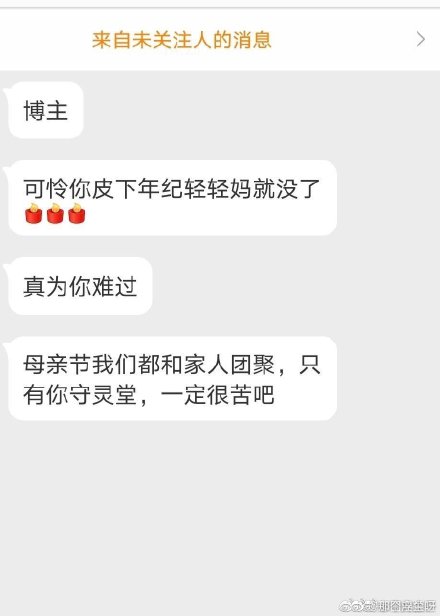 来自未关注人的消息
博主
可怜你皮下年纪轻轻妈就没了
🕯🕯🕯
真为你难过
母亲节我们都和家人团聚，只
有你守灵堂，一定很苦吧